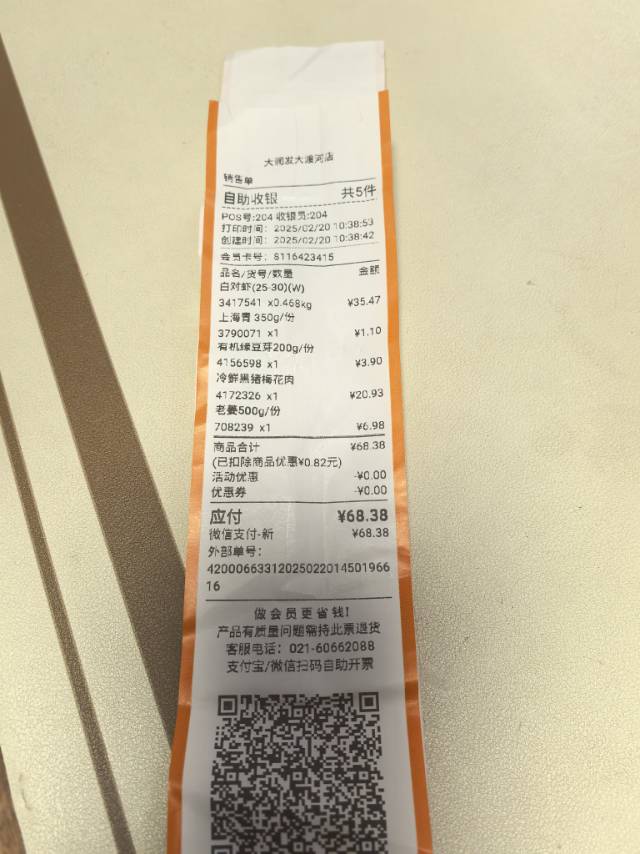 大润发大渡河店
销售单
自助收银 共5件
POS号:204 收银员:204
打印时间: 2025/02/20 10:38:53
创建时间: 2025/02/20 10:38:42
会员卡号: 8116423415
品名/货号/数量 金额
白对虾(25-30)(W)
3417541 x0.468kg ¥35.47
上海青 350g/份
3790071 x1 ¥1.10
有机绿豆芽200g/份
4156598 x1 ¥3.90
冷鲜黑猪梅花肉
4172326 x1 ¥20.93
老姜500g/份
708239 x1 ¥6.98
商品合计 ¥68.38
(已扣除商品优惠¥0.82元)
活动优惠 -¥0.00
优惠券 -¥0.00
应付 ¥68.38
微信支付-新 ¥68.38
外部单号:
42000663312025022014501966
16
做会员更省钱!
产品有质量问题需持此票退货
客服电话: 021-60662088
支付宝/微信扫码自助开票